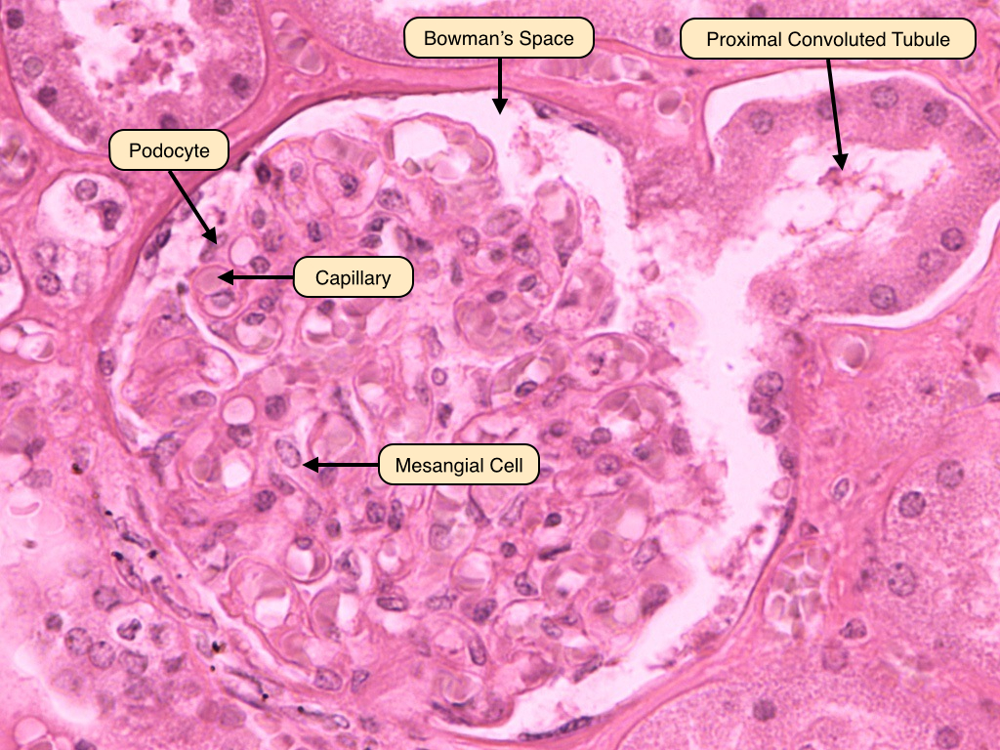 Bowman's Space
Proximal Convoluted Tubule
Podocyte
Capillary
Mesangial Cell